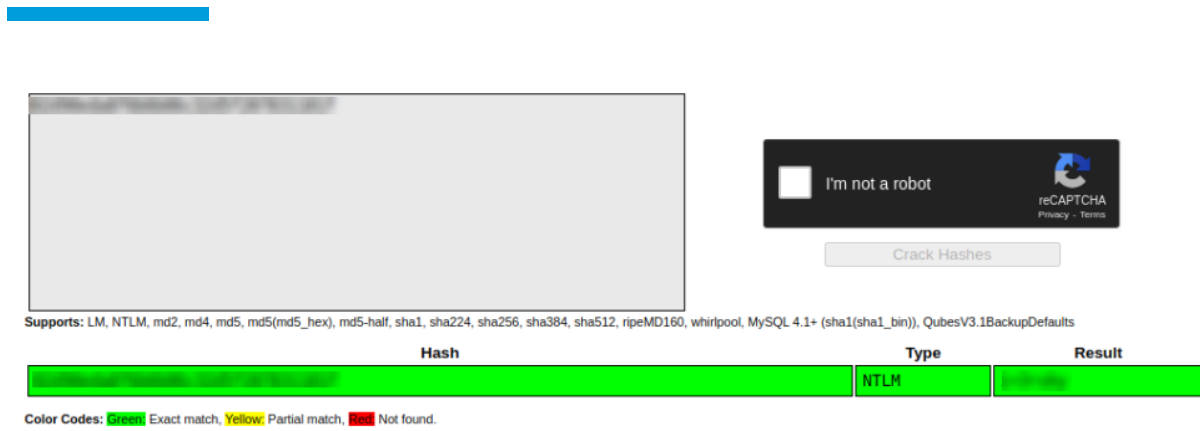 I'm not a robot
reCAPTCHA
Privacy - Terms
Crack Hashes
Supports: LM, NTLM, md2, md4, md5, md5(md5_hex), md5-half, sha1, sha224, sha256, sha384, sha512, ripeMD160, whirlpool, MySQL 4.1+ (sha1(sha1_bin)), QubesV3.1BackupDefaults
Hash Type Result
NTLM
Color Codes: Green: Exact match, Yellow: Partial match, Red: Not found.